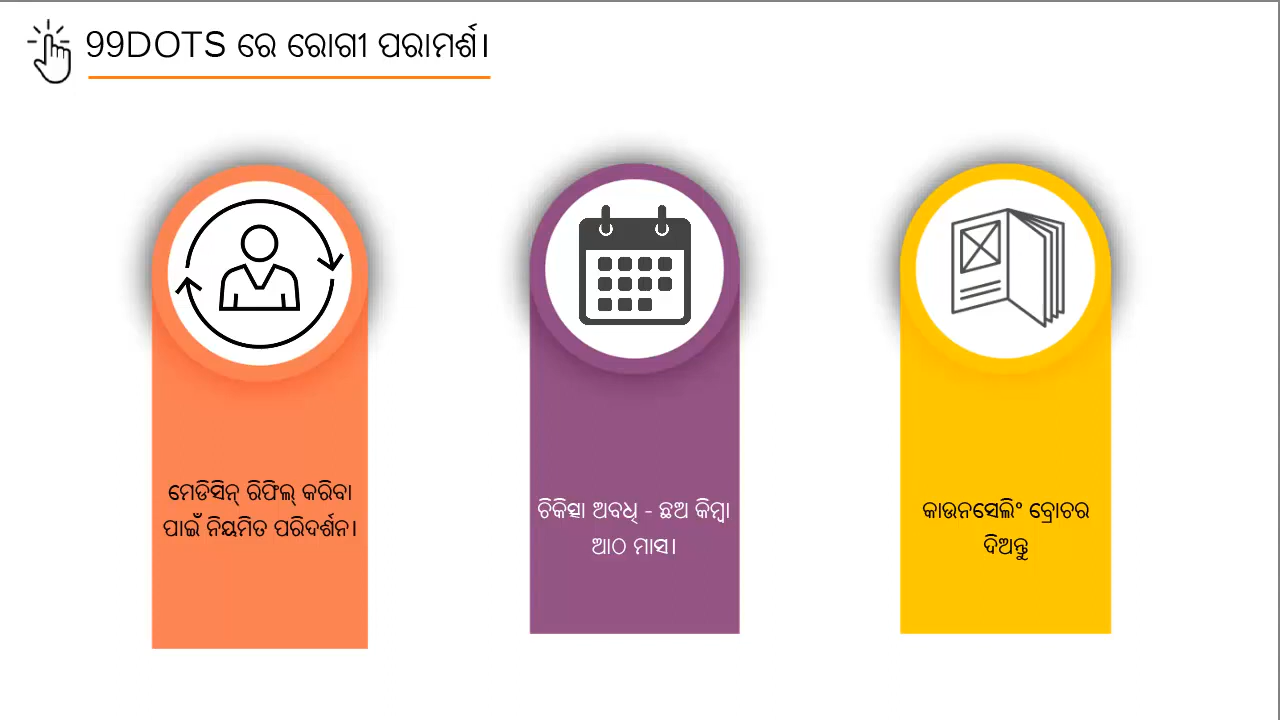 99DOTS ରେ ରୋଗୀ ପରାମର୍ଶ।
ମେଡିସିନ୍ ରିଫିଲ୍ କରିବା
ପାଇଁ ନିୟମିତ ପରିଦର୍ଶନ।
ଚିକିତ୍ସା ଅବଧି - ଛଅ କିମ୍ବା
ଆଠ ମାସ।
କାଉନସେଲିଂ ବ୍ରୋଚର
ଦିଅନ୍ତୁ